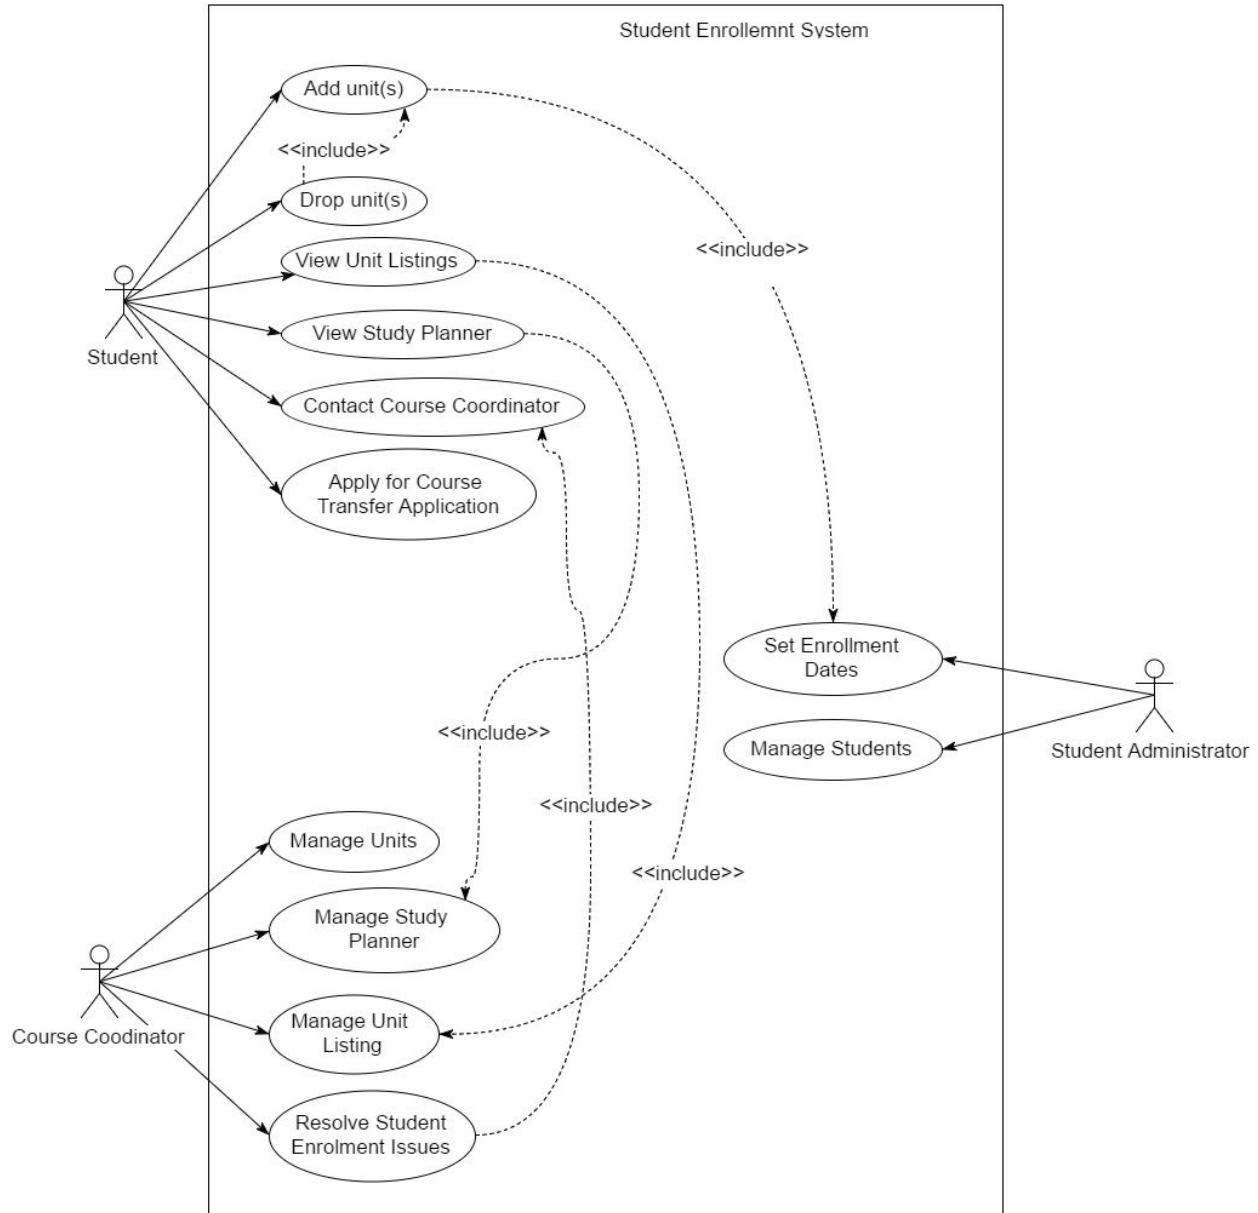 Student Enrollemnt System
Add unit(s)
<<include>>
Drop unit(s)
<<include>>
View Unit Listings
View Study Planner
Student
Contact Course Coordinator
Apply for Course
Transfer Application
Set Enrollment
Dates
<<include>>
Manage Students
Student Administrator
<<include>>
Manage Units
<<include>>
Manage Study
Planner
Course Coodinator
Manage Unit
Listing
Resolve Student
Enrolment Issues